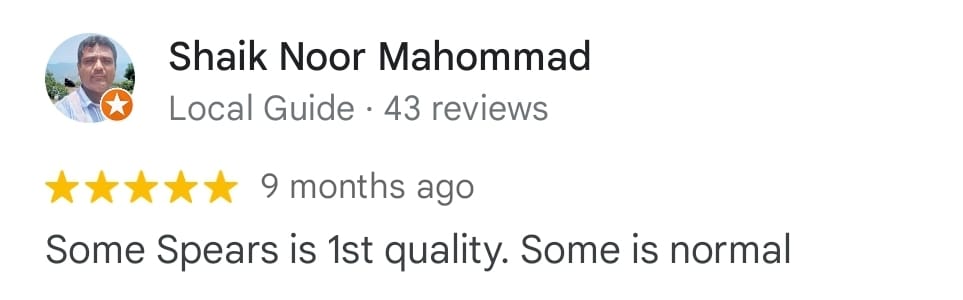 Shaik Noor Mahommad
Local Guide · 43 reviews
9 months ago
Some Spears is 1st quality. Some is normal